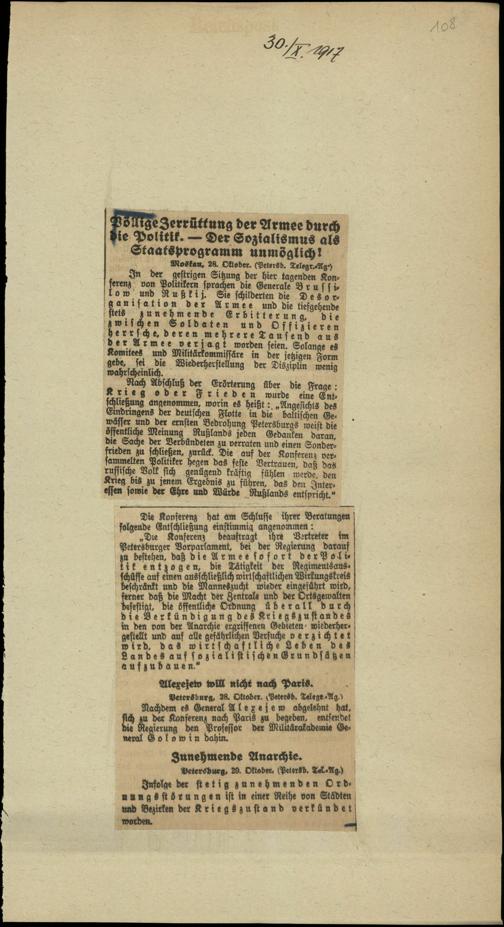 108
30./X. 1917
Völlige Zerrüttung der Armee durch
die Politik. — Der Sozialismus als
Staatsprogramm unmöglich!
Moskau, 28. Oktober. (Petersb. Telegr.-Ag.)
In der gestrigen Sitzung der hier tagenden Kon-
ferenz von Politikern sprachen die Generale Brussi-
low und Rußkij. Sie schilderten die Desor-
ganisation der Armee und die tiefgehende
stets zunehmende Erbitterung, die
zwischen Soldaten und Offizieren
herrsche, deren mehrere Tausend aus
der Armee verjagt worden seien. Solange es
Komitees und Militärkommissäre in der jetzigen Form
gebe, sei die Wiederherstellung der Disziplin wenig
wahrscheinlich.
Nach Abschluß der Erörterung über die Frage:
Krieg oder Frieden wurde eine Ent-
schließung angenommen, worin es heißt: „Angesichts des
Eindringens der deutschen Flotte in die baltischen Ge-
wässer und der ernsten Bedrohung Petersburgs weist die
öffentliche Meinung Rußlands jeden Gedanken daran,
die Sache der Verbündeten zu verraten und einen Sonder-
frieden zu schließen, zurück. Die auf der Konferenz ver-
sammelten Politiker hegen das feste Vertrauen, daß das
russische Volk sich genügend kräftig fühlen werde, den
Krieg bis zu jenem Ergebnis zu führen, das den Inter-
essen sowie der Ehre und Würde Rußlands entspricht.“
Die Konferenz hat am Schlusse ihrer Beratungen
folgende Entschließung einstimmig angenommen:
„Die Konferenz beauftragt ihre Vertreter im
Petersburger Vorparlament, bei der Regierung darauf
zu bestehen, daß die Armee sofort der Poli-
tik entzogen, die Tätigkeit der Regimentsaus-
schüsse auf einen ausschließlich wirtschaftlichen Wirkungskreis
beschränkt und die Manneszucht wieder eingeführt wird,
ferner daß die Macht der Zentrale und der Ortsgewalten
befestigt, die öffentliche Ordnung überall durch
die Verkündigung des Kriegszustandes
in den von der Anarchie ergriffenen Gebieten wiederher-
gestellt und auf alle gefährlichen Versuche verzichtet
wird, das wirtschaftliche Leben des
Landes auf sozialistischen Grundsätzen
aufzubauen.“
Alexejew will nicht nach Paris.
Petersburg, 28. Oktober. (Petersb. Telegr.-Ag.)
Nachdem es General Alexejew abgelehnt hat,
sich zu der Konferenz nach Paris zu begeben, entsendet
die Regierung den Professor der Militärakademie Ge-
neral Golowin dahin.
Zunehmende Anarchie.
Petersburg, 29. Oktober. (Petersb. Tel.-Ag.)
Infolge der stetig zunehmenden Ord-
nungsstörungen ist in einer Reihe von Städten
und Bezirken der Kriegszustand verkündet
worden.